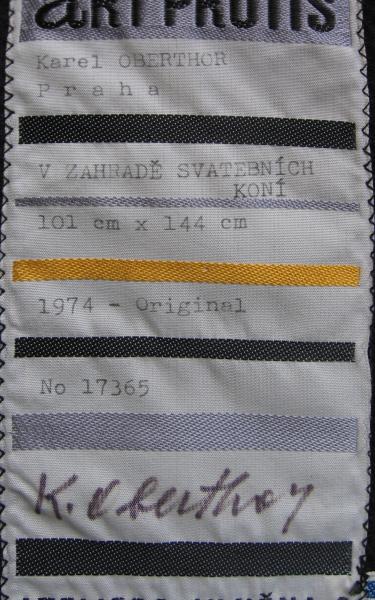 art protis
Karel OBERTHOR
Praha
V ZAHRADĚ SVATEBNÍCH
KONÍ
101 cm x 144 cm
1974 - Original
No 17365
K. Oberthor